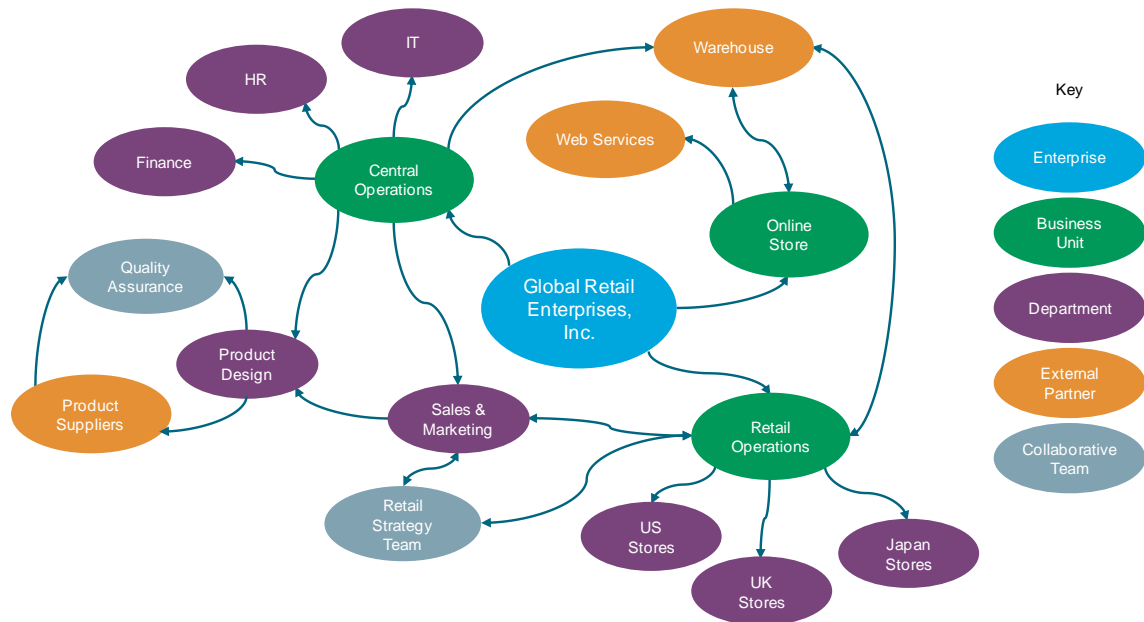 IT
Warehouse
HR
Key
Web Services
Enterprise
Finance
Central
Operations
Online
Store
Business
Unit
Quality
Assurance
Global Retail
Enterprises,
Inc.
Department
Product
Design
External
Partner
Product
Suppliers
Sales &
Marketing
Retail
Operations
Collaborative
Team
Retail
Strategy
Team
US
Stores
Japan
Stores
UK
Stores